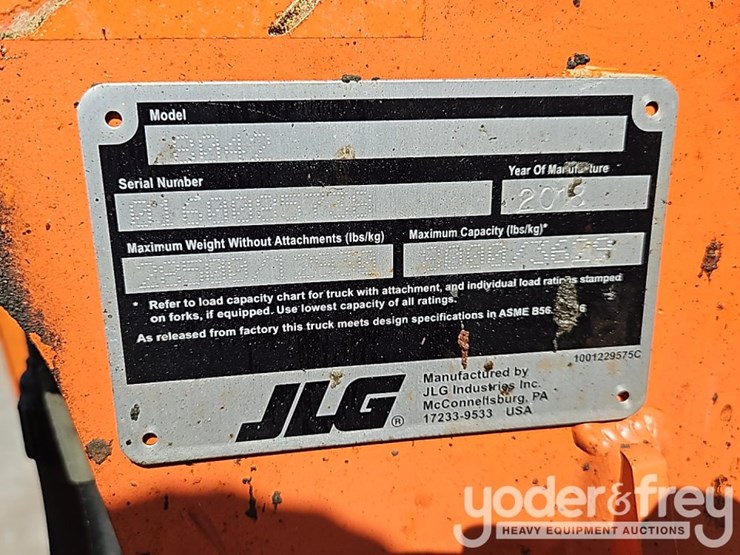 Model
8042
Serial Number
Year Of Manufacture
Maximum Weight Without Attachments (lbs/kg)
Maximum Capacity (lbs/kg)*
* Refer to load capacity chart for truck with attachment, and individual load ratings stamped
on forks, if equipped. Use lowest capacity of all ratings.
As released from factory this truck meets design specifications in ASME
1001229575C
JLG®
Manufactured by
JLG Industries Inc.
McConnellsburg, PA
17233-9533 USA
yoder&frey
HEAVY EQUIPMENT AUCTIONS